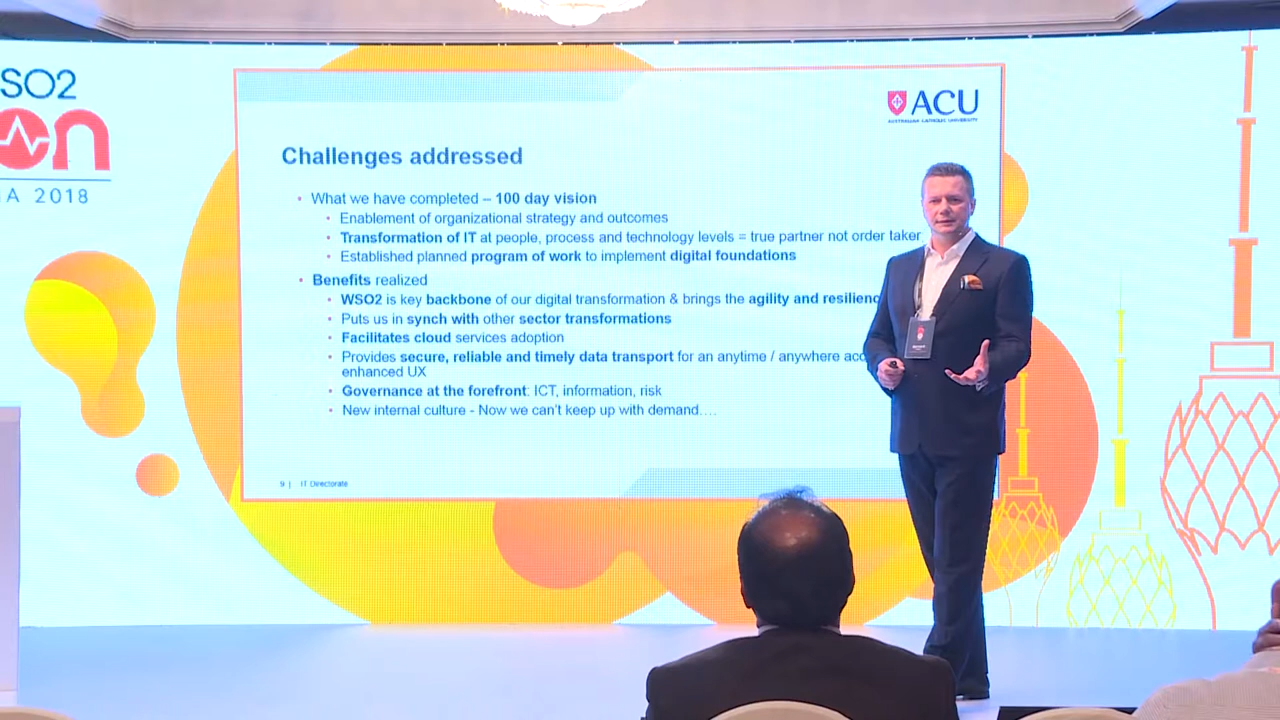 SO2
on
A 2018
ACU
AUSTRALIAN CATHOLIC UNIVERSITY
Challenges addressed
• What we have completed – 100 day vision
• Enablement of organizational strategy and outcomes
• Transformation of IT at people, process and technology levels = true partner not order taker
• Established planned program of work to implement digital foundations
• Benefits realized
• WSO2 is key backbone of our digital transformation & brings the agility and resilienc
• Puts us in synch with other sector transformations
• Facilitates cloud services adoption
• Provides secure, reliable and timely data transport for an anytime / anywhere acc
enhanced UX
• Governance at the forefront: ICT, information, risk
• New internal culture - Now we can't keep up with demand….
9 | IT Directorate